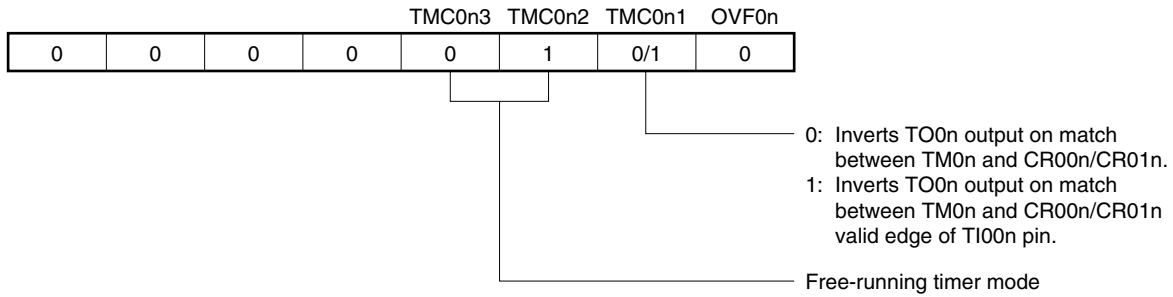 TMC0n3 TMC0n2 TMC0n1 OVF0n
0 0 0 0 0 1 0/1 0
0: Inverts TO0n output on match
between TM0n and CR00n/CR01n.
1: Inverts TO0n output on match
between TM0n and CR00n/CR01n
valid edge of TI00n pin.
Free-running timer mode